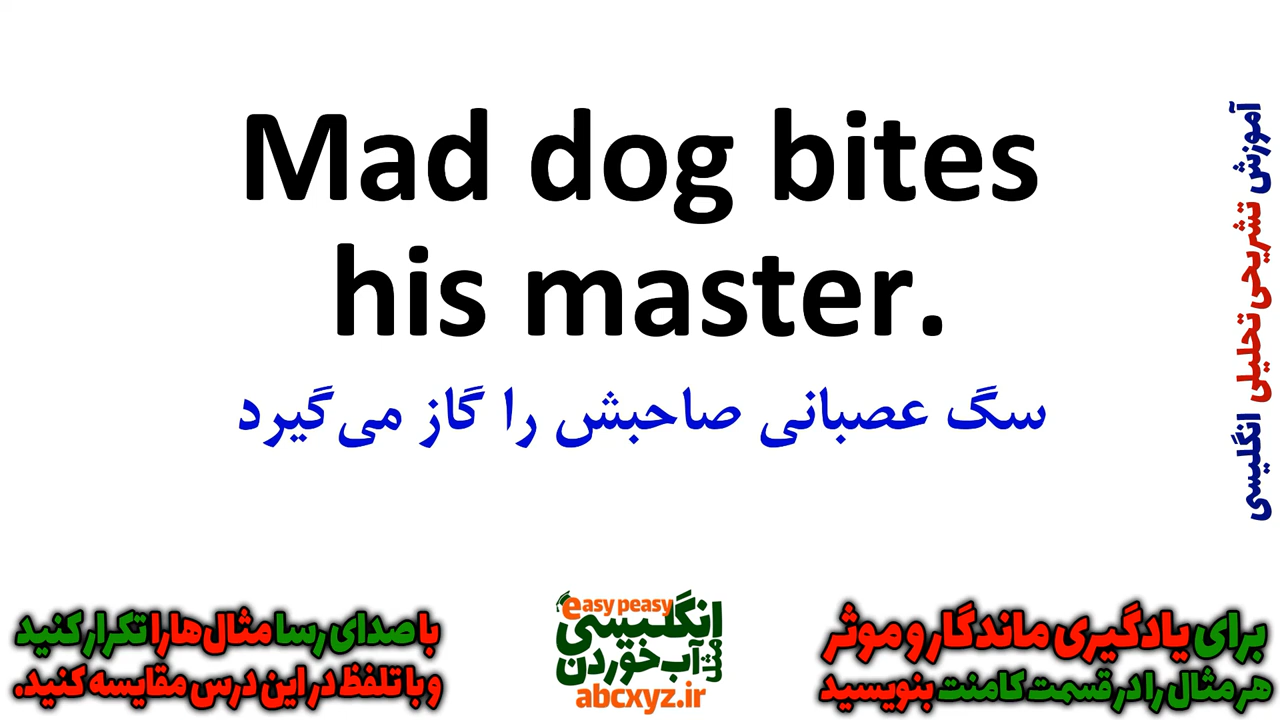 Mad dog bites
his master.
سگ عصبانی صاحبش را گاز می‌گیرد
آموزش تشریحی تحلیلی انگلیسی
برای یادگیری ماندگار و موثر
هر مثال را در قسمت کامنت بنویسید
easy peasy
انگلیسی
مثل
آب خوردن
abcxyz.ir
با صدای رسا مثال‌ها را تکرار کنید
و با تلفظ در این درس مقایسه کنید.